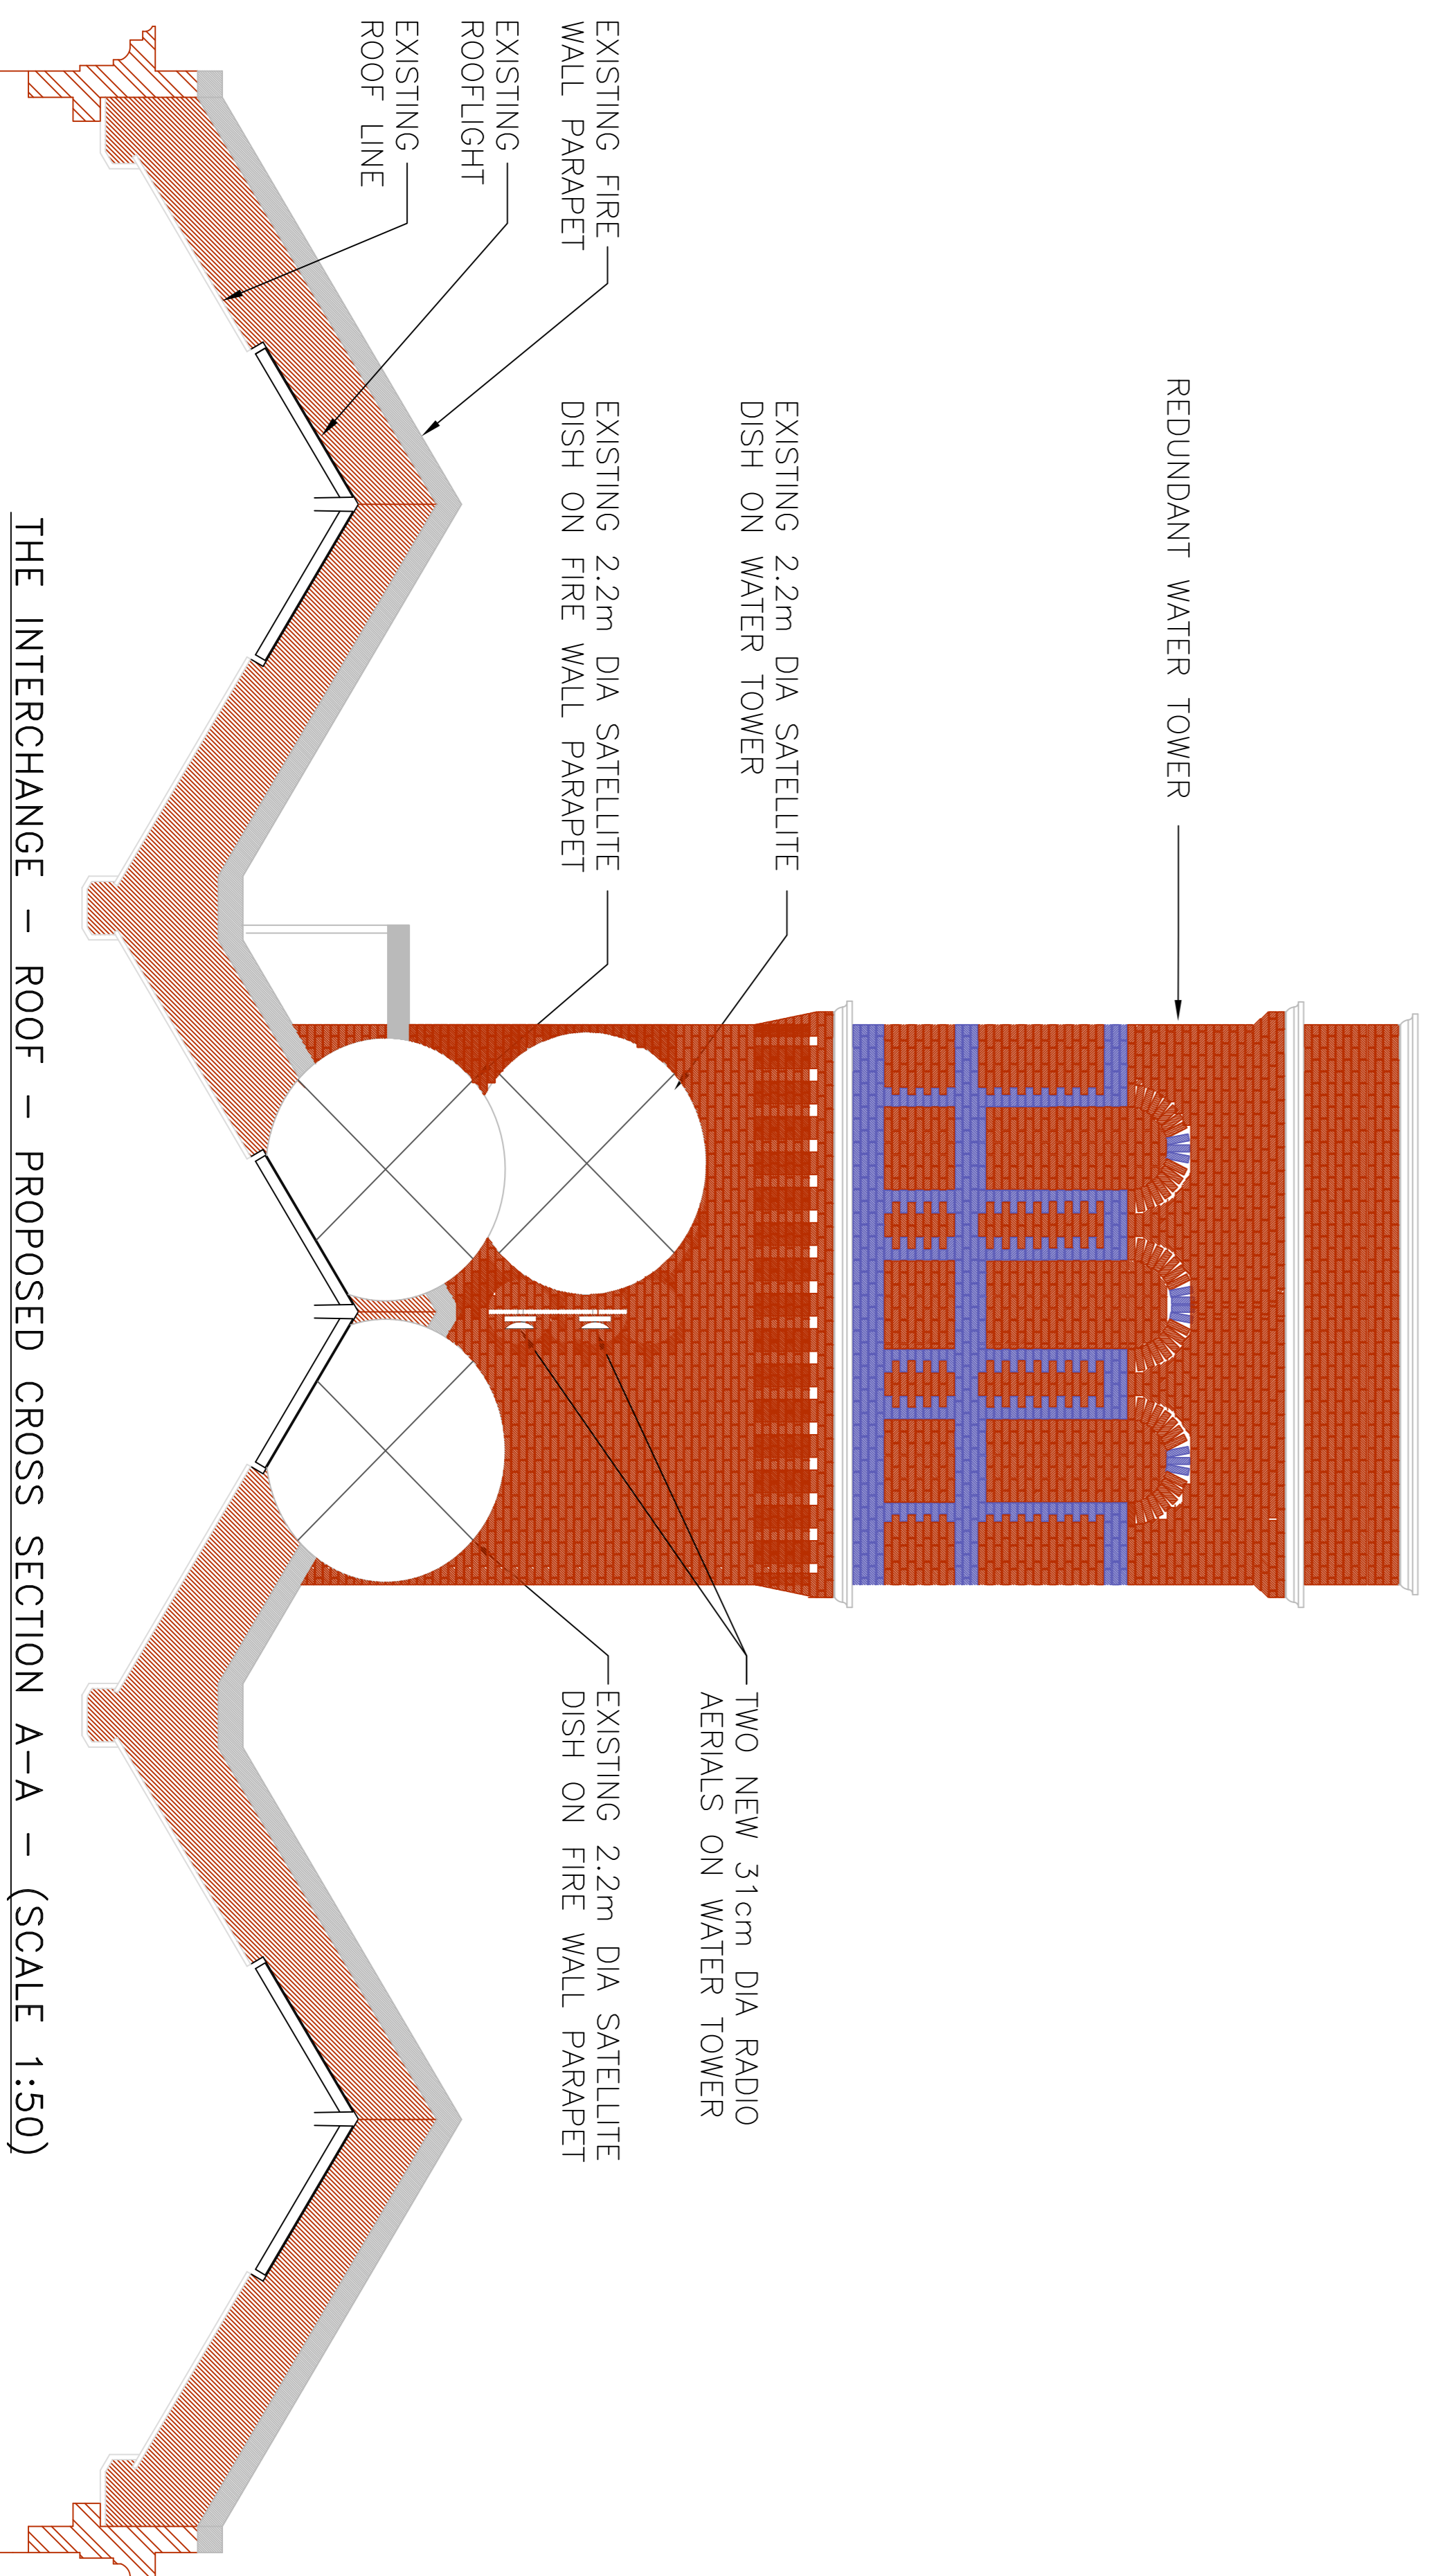 REDUNDANT WATER TOWER
EXISTING 2.2m DIA SATELLITE
DISH ON WATER TOWER
EXISTING FIRE
WALL PARAPET
EXISTING 2.2m DIA SATELLITE
DISH ON FIRE WALL PARAPET
EXISTING
ROOFLIGHT
EXISTING
ROOF LINE
TWO NEW 31cm DIA RADIO
AERIALS ON WATER TOWER
EXISTING 2.2m DIA SATELLITE
DISH ON FIRE WALL PARAPET
THE INTERCHANGE – ROOF – PROPOSED CROSS SECTION A–A – (SCALE 1:50)